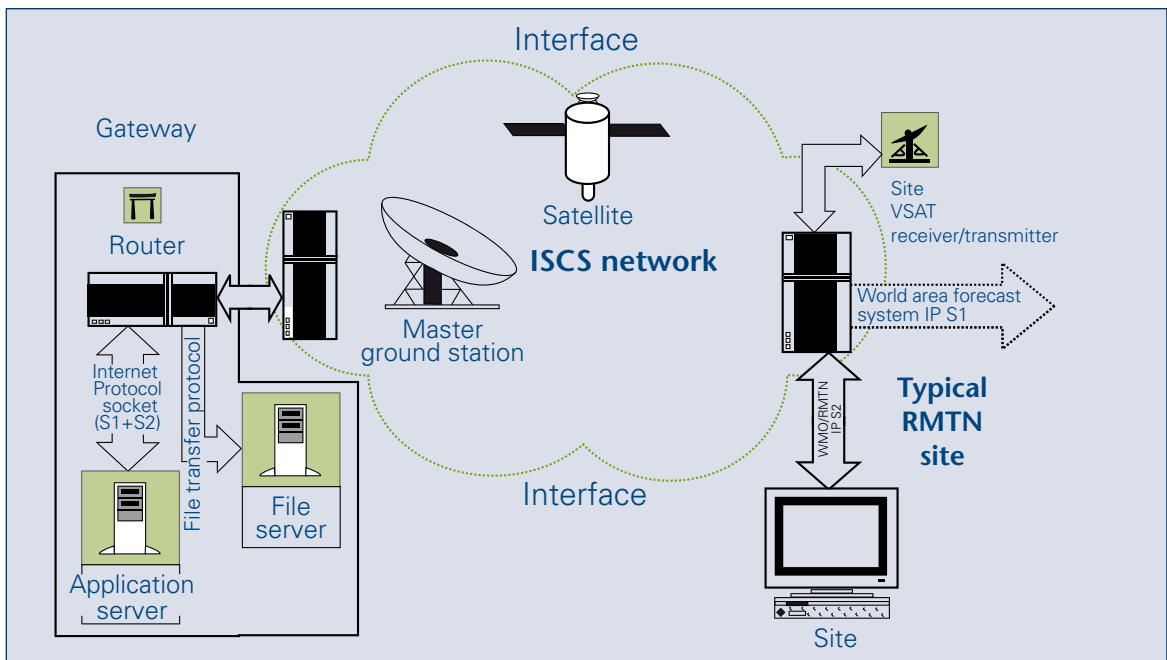 Interface
Gateway
Router
Internet
Protocol
socket
(S1+S2)
File transfer protocol
File
server
Application
server
Satellite
ISCS network
Master
ground station
Interface
Site
VSAT
receiver/transmitter
World area forecast
system IP S1
WMO/RMTN
IP S2
Typical
RMTN
site
Site